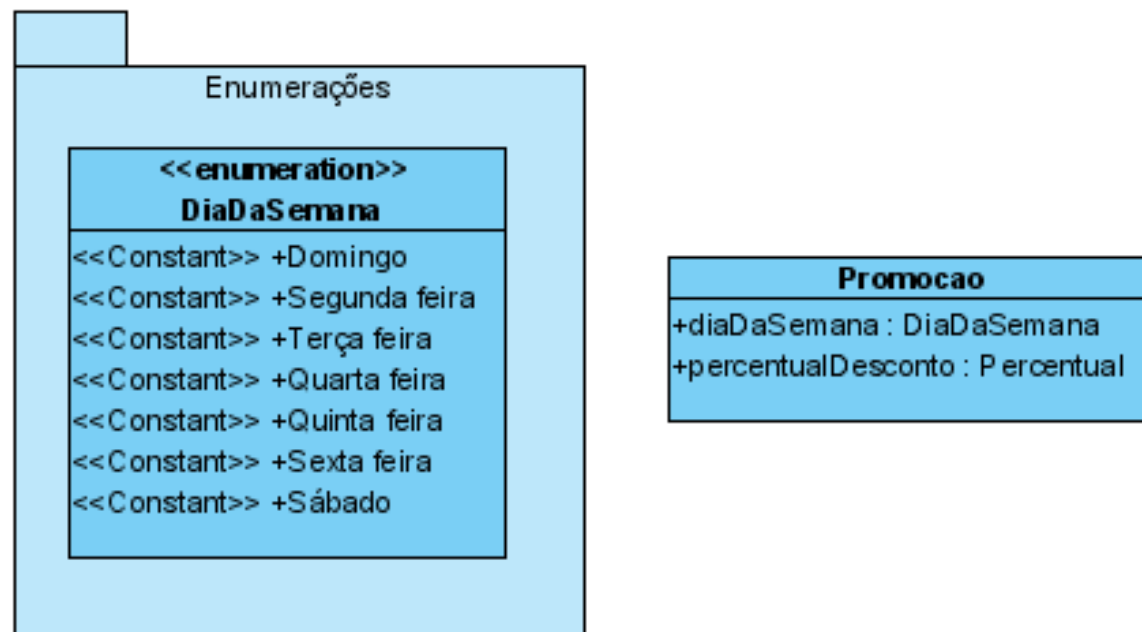 Enumerações
<<enumeration>>
DiaDaSemana
<<Constant>> +Domingo
<<Constant>> +Segunda feira
<<Constant>> +Terça feira
<<Constant>> +Quarta feira
<<Constant>> +Quinta feira
<<Constant>> +Sexta feira
<<Constant>> +Sábado
Promocao
+diaDaSemana : DiaDaSemana
+percentualDesconto : Percentual